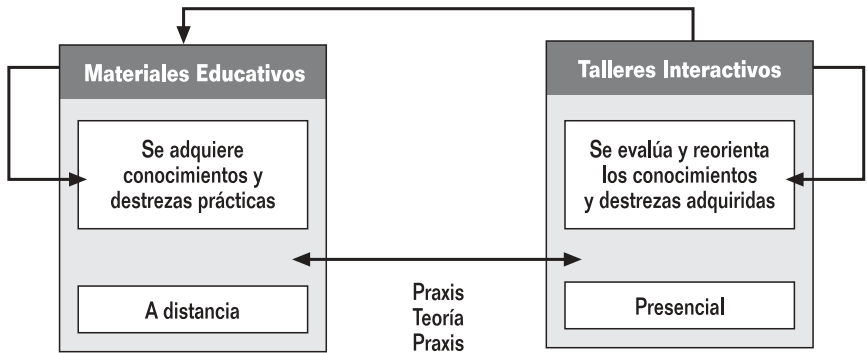 Materiales Educativos
Se adquiere
conocimientos y
destrezas prácticas
A distancia
Praxis
Teoría
Praxis
Talleres Interactivos
Se evalúa y reorienta
los conocimientos
y destrezas adquiridas
Presencial